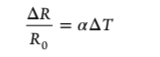 ΔR/R₀ = αΔT